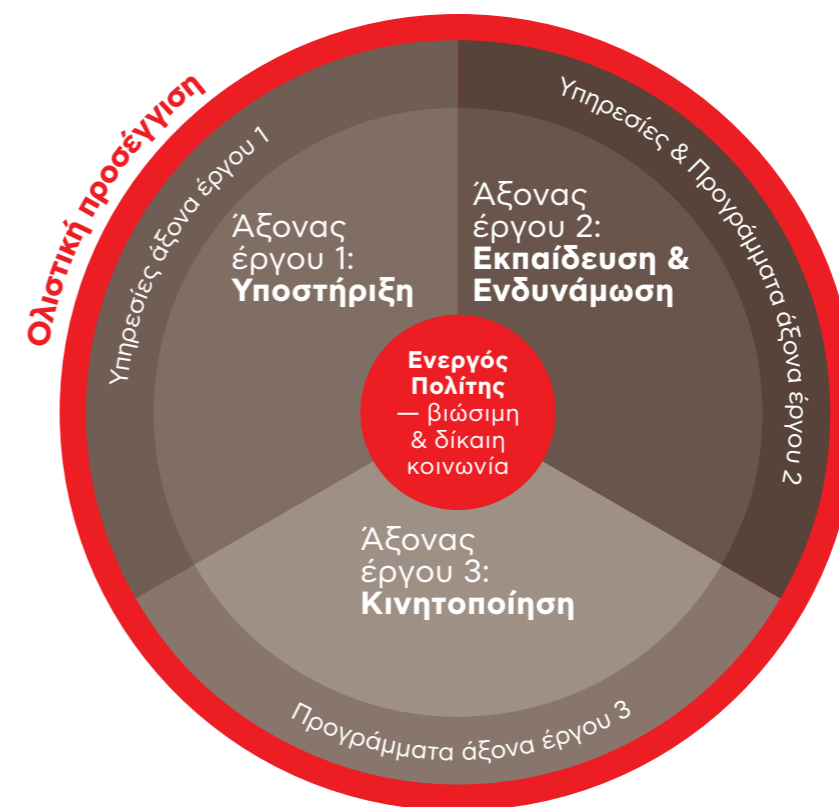 Ολιστική προσέγγιση
Υπηρεσίες άξονα έργου 1
Υπηρεσίες & Προγράμματα άξονα έργου 2
Άξονας
έργου 1:
Υποστήριξη
Άξονας
έργου 2:
Εκπαίδευση &
Ενδυνάμωση
Ενεργός
Πολίτης
— βιώσιμη
& δίκαιη
κοινωνία
Άξονας
έργου 3:
Κινητοποίηση
Προγράμματα άξονα έργου 3